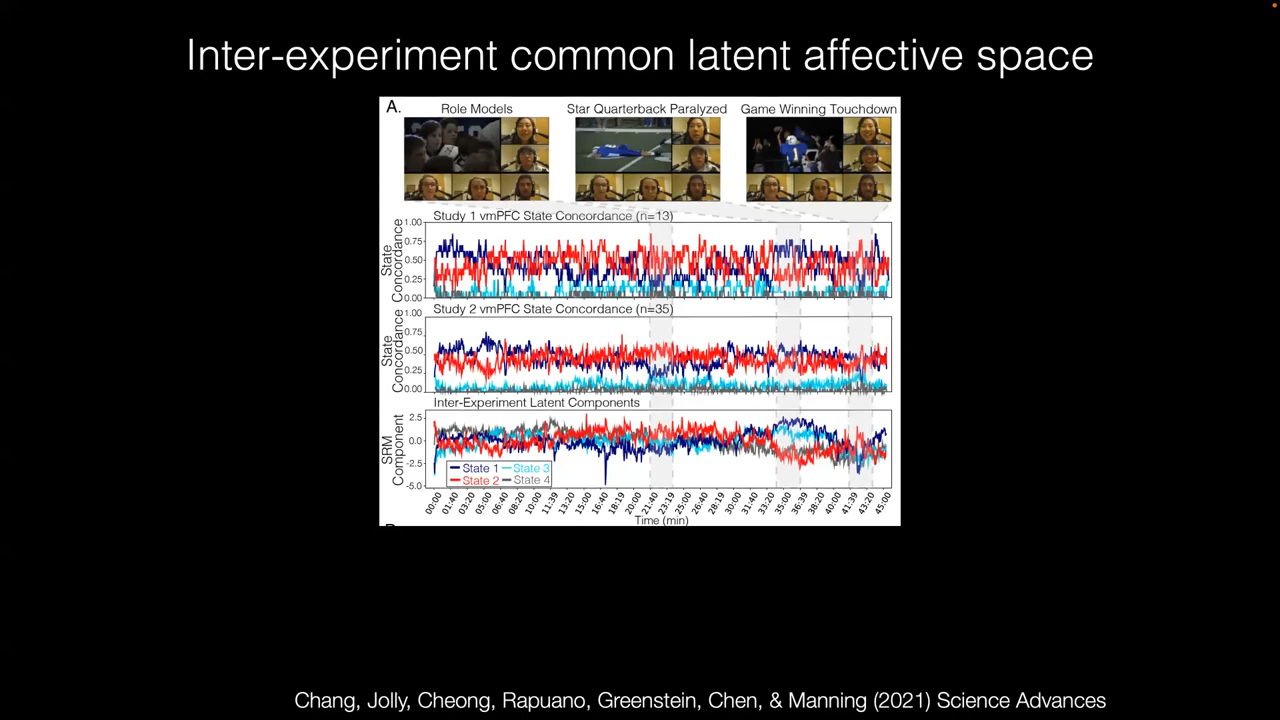 Inter-experiment common latent affective space
A.
Role Models
Star Quarterback Paralyzed
Game Winning Touchdown
Study 1 vmPFC State Concordance (n=13)
State
Concordance
1.00
0.75
0.50
0.25
0.00
Study 2 vmPFC State Concordance (n=35)
State
Concordance
1.00
0.75
0.50
0.25
0.00
Inter-Experiment Latent Components
SRM
Component
2.5
0.0
-2.5
-5.0
State 1
State 3
State 2
State 4
00:00 01:40 03:20 05:00 06:40 08:20 10:00 11:39 13:20 15:00 16:40 18:19 20:00 21:40 23:19 25:00 26:40 28:19 30:00 31:40 33:20 35:00 36:39 38:20 40:00 41:39 43:20 45:00
Time (min)
Chang, Jolly, Cheong, Rapuano, Greenstein, Chen, & Manning (2021) Science Advances